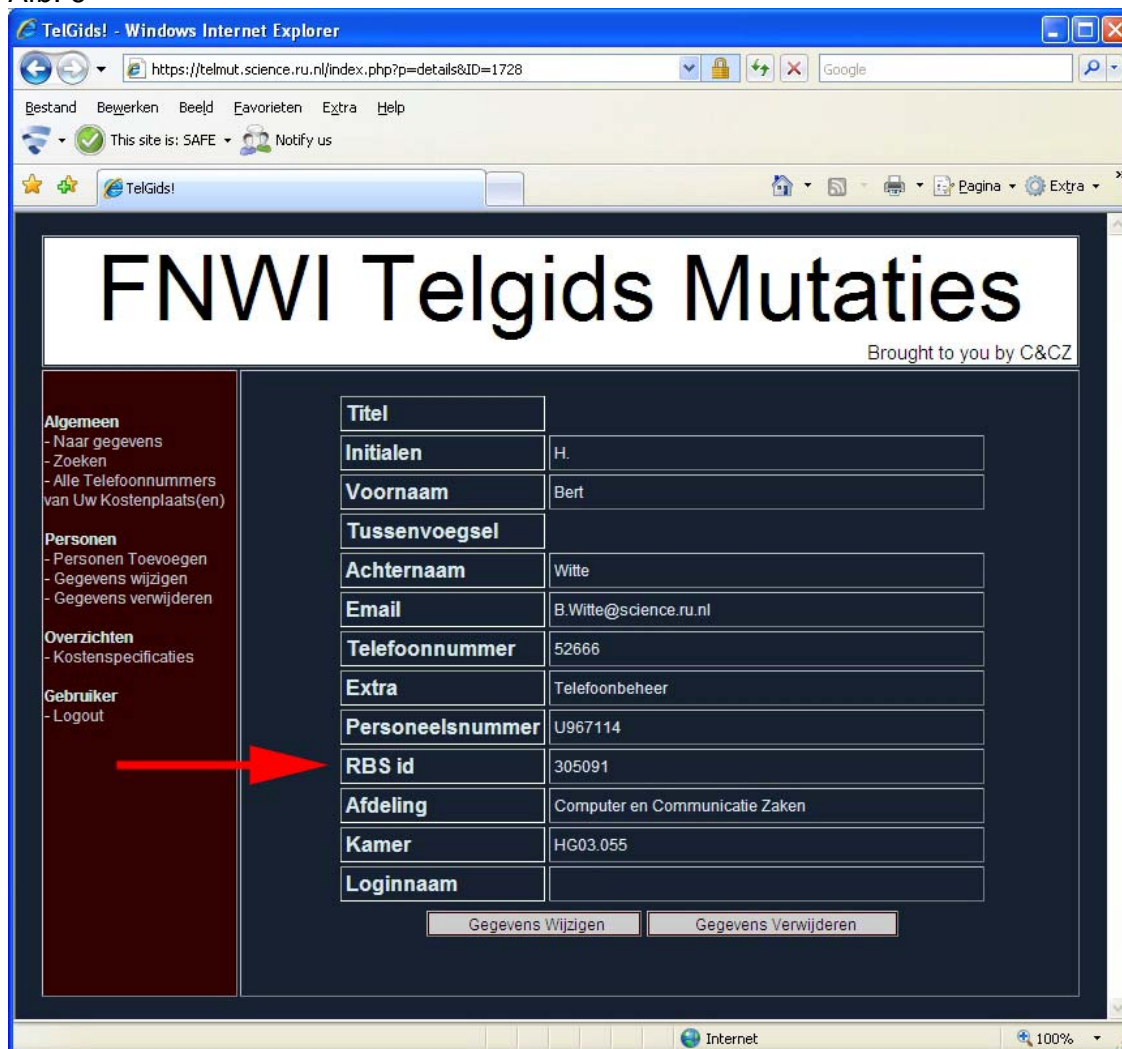 TelGids! - Windows Internet Explorer
https://telmut.science.ru.nl/index.php?p=details&ID=1728
Google
Bestand Bewerken Beeld Favorieten Extra Help
This site is: SAFE Notify us
TelGids!
Pagina Extra
FNWI Telgids Mutaties
Brought to you by C&CZ
Algemeen
- Naar gegevens
- Zoeken
- Alle Telefoonnummers
van Uw Kostenplaats(en)
Personen
- Personen Toevoegen
- Gegevens wijzigen
- Gegevens verwijderen
Overzichten
- Kostenspecificaties
Gebruiker
- Logout
Titel
Initialen H.
Voornaam Bert
Tussenvoegsel
Achternaam Witte
Email B.Witte@science.ru.nl
Telefoonnummer 52666
Extra Telefoonbeheer
Personeelsnummer U967114
RBS id 305091
Afdeling Computer en Communicatie Zaken
Kamer HG03.055
Loginnaam
Gegevens Wijzigen Gegevens Verwijderen
Internet 100%